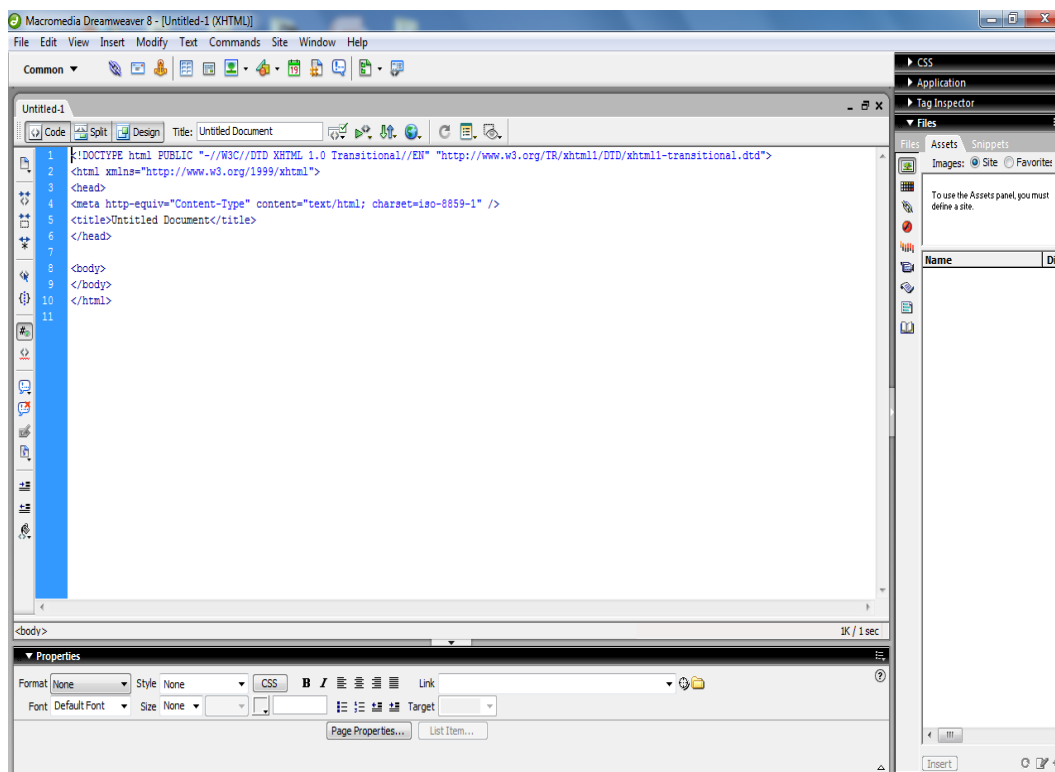 Macromedia Dreamweaver 8 - [Untitled-1 (XHTML)]
File Edit View Insert Modify Text Commands Site Window Help
Common
Untitled-1
Code Split Design Title: Untitled Document
1 <!DOCTYPE html PUBLIC "-//W3C//DTD XHTML 1.0 Transitional//EN" "http://www.w3.org/TR/xhtml1/DTD/xhtml1-transitional.dtd">
2 <html xmlns="http://www.w3.org/1999/xhtml">
3 <head>
4 <meta http-equiv="Content-Type" content="text/html; charset=iso-8859-1" />
5 <title>Untitled Document</title>
6 </head>
7
8 <body>
9 </body>
10 </html>
11
<body> 1K / 1 sec
Properties
Format None Style None CSS B I Link
Font Default Font Size None Target
Page Properties... List Item...
CSS
Application
Tag Inspector
Files
Files Assets Snippets
Images: Site Favorites
To use the Assets panel, you must
define a site.
Name Di
Insert